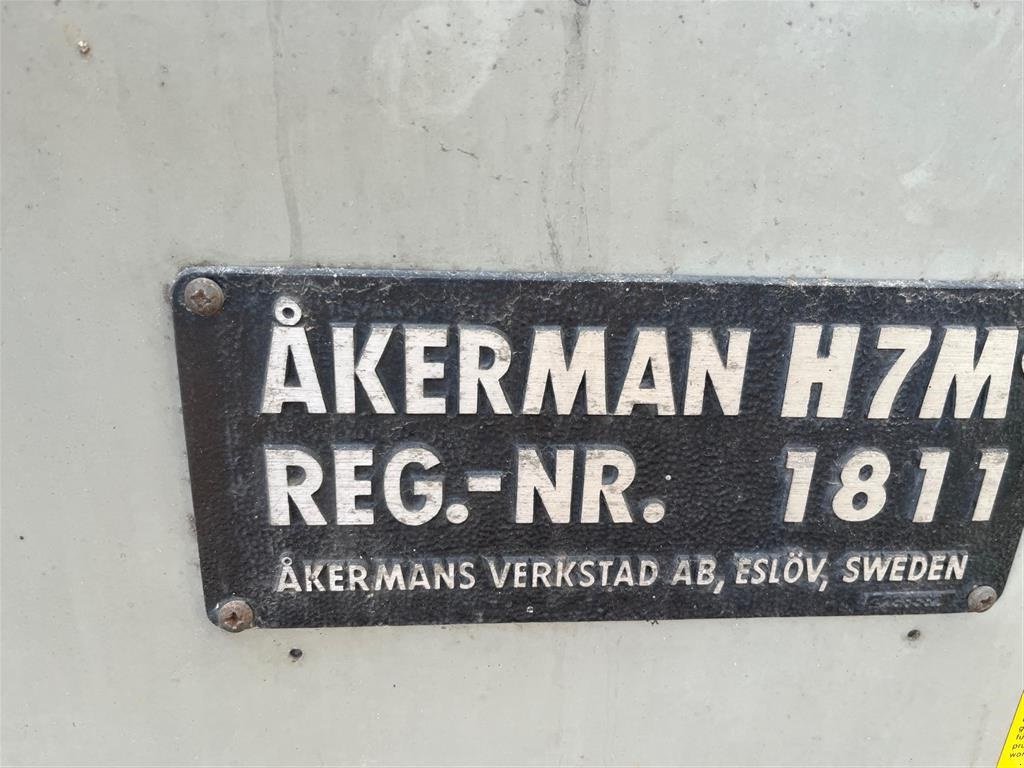 ÅKERMAN H7M
REG.-NR. 1811
ÅKERMANS VERKSTAD AB, ESLÖV, SWEDEN